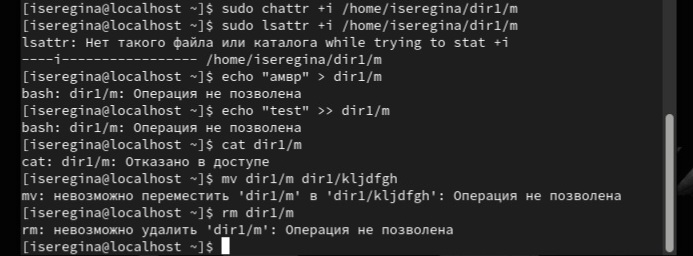 [iseregina@localhost ~]$ sudo chattr +i /home/iseregina/dir1/m
[iseregina@localhost ~]$ sudo lsattr +i /home/iseregina/dir1/m
lsattr: Нет такого файла или каталога while trying to stat +i
----i----------------- /home/iseregina/dir1/m
[iseregina@localhost ~]$ echo "амвр" > dir1/m
bash: dir1/m: Операция не позволена
[iseregina@localhost ~]$ echo "test" >> dir1/m
bash: dir1/m: Операция не позволена
[iseregina@localhost ~]$ cat dir1/m
cat: dir1/m: Отказано в доступе
[iseregina@localhost ~]$ mv dir1/m dir1/kljdfgh
mv: невозможно переместить 'dir1/m' в 'dir1/kljdfgh': Операция не позволена
[iseregina@localhost ~]$ rm dir1/m
rm: невозможно удалить 'dir1/m': Операция не позволена
[iseregina@localhost ~]$